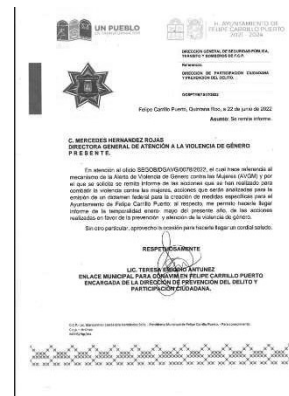 UN PUEBLO
H. AYUNTAMIENTO DE
FELIPE CARRILLO PUERTO
2021 - 2024
DIRECCIÓN GENERAL DE SEGURIDAD PÚBLICA,
TRANSITO Y BOMBEROS DE F.C.P.
DIRECCIÓN DE PARTICIPACIÓN CIUDADANA
Y PREVENCIÓN DEL DELITO.
Felipe Carrillo Puerto, Quintana Roo, a 22 de junio de 2022
Asunto: Se remite informe.
C. MERCEDES HERNANDEZ ROJAS
DIRECTORA GENERAL DE ATENCIÓN A LA VIOLENCIA DE GÉNERO
P R E S E N T E.
En atención al oficio SEGOB/DGAVG/0078/2022, el cual hace referencia al
mecanismo de la Alerta de Violencia de Género contra las Mujeres (AVGM) y por
el que se solicita se remita informe de las acciones que se han realizado para
combatir la violencia contra las mujeres, acciones que serán analizadas para la
emisión de un dictamen federal para la creación de medidas específicas para el
Ayuntamiento de Felipe Carrillo Puerto; al respecto, me permito hacerle llegar
informe de la temporalidad enero- mayo del presente año, de las acciones
realizadas en favor de la prevención y atención de la violencia de género.
Sin otro particular, aprovecho la ocasión para hacerle llegar un cordial saludo.
RESPETUOSAMENTE
LIC. TERESA ANTUNEZ
ENLACE MUNICIPAL PARA CONAVIM EN FELIPE CARRILLO PUERTO
ENCARGADA DE LA DIRECCIÓN DE PREVENCIÓN DEL DELITO Y
PARTICIPACIÓN CIUDADANA.